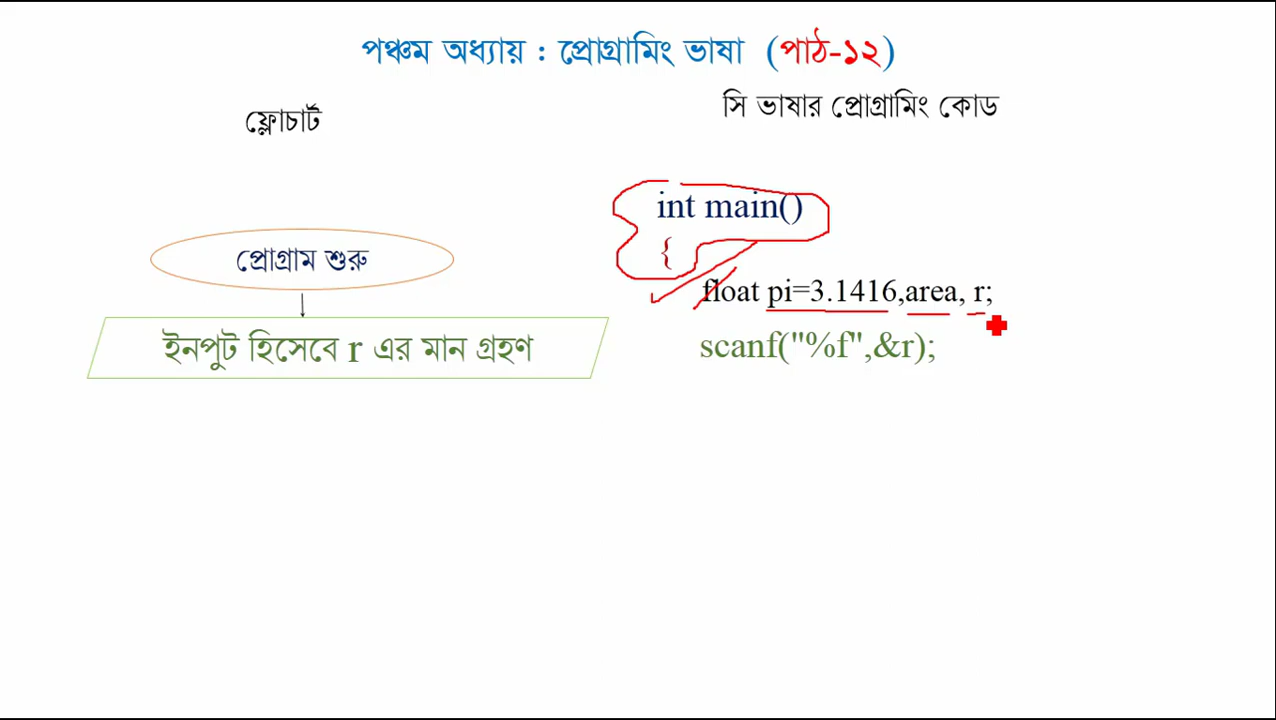 পঞ্চম অধ্যায় : প্রোগ্রামিং ভাষা (পাঠ-১২)
ফ্লোচার্ট
সি ভাষার প্রোগ্রামিং কোড
int main()
{
প্রোগ্রাম শুরু
float pi=3.1416,area, r;
ইনপুট হিসেবে r এর মান গ্রহণ
scanf("%f",&r);